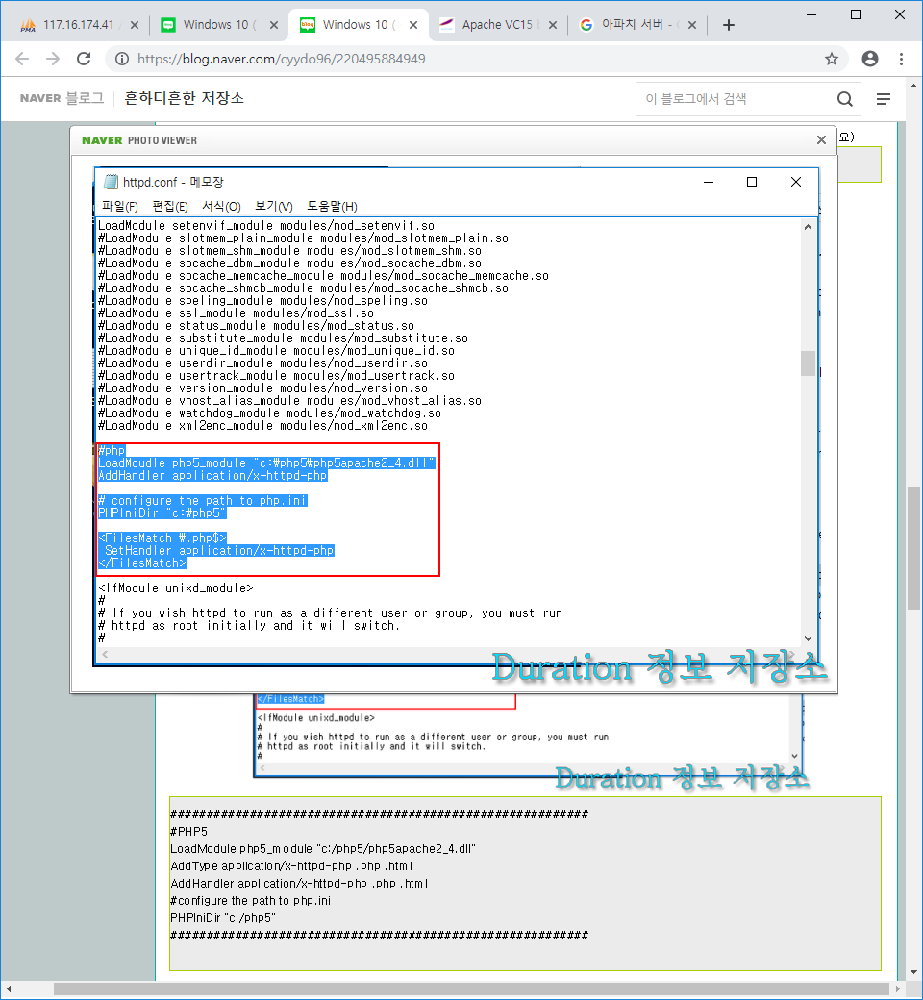 117.16.174.41
Windows 10 (
Windows 10 (
Apache VC15
아파치 서버 -
https://blog.naver.com/cyydo96/220495884949
NAVER 블로그
흔하디흔한 저장소
이 블로그에서 검색
요)
NAVER PHOTO VIEWER
httpd.conf - 메모장
파일(F) 편집(E) 서식(O) 보기(V) 도움말(H)
LoadModule setenvif_module modules/mod_setenvif.so
#LoadModule slotmem_plain_module modules/mod_slotmem_plain.so
#LoadModule slotmem_shm_module modules/mod_slotmem_shm.so
#LoadModule socache_dbm_module modules/mod_socache_dbm.so
#LoadModule socache_memcache_module modules/mod_socache_memcache.so
#LoadModule socache_shmcb_module modules/mod_socache_shmcb.so
#LoadModule speling_module modules/mod_speling.so
#LoadModule ssl_module modules/mod_ssl.so
#LoadModule status_module modules/mod_status.so
#LoadModule substitute_module modules/mod_substitute.so
#LoadModule unique_id_module modules/mod_unique_id.so
#LoadModule userdir_module modules/mod_userdir.so
#LoadModule usertrack_module modules/mod_usertrack.so
#LoadModule version_module modules/mod_version.so
#LoadModule vhost_alias_module modules/mod_vhost_alias.so
#LoadModule watchdog_module modules/mod_watchdog.so
#LoadModule xml2enc_module modules/mod_xml2enc.so
#php
LoadMoudle php5_module "c:₩php5₩php5apache2_4.dll"
AddHandler application/x-httpd-php
# configure the path to php.ini
PHPIniDir "c:₩php5"
<FilesMatch ₩.php$>
SetHandler application/x-httpd-php
</FilesMatch>
<IfModule unixd_module>
#
# If you wish httpd to run as a different user or group, you must run
# httpd as root initially and it will switch.
#
Duration 정보 저장소
</FilesMatch>
<IfModule unixd_module>
#
# If you wish httpd to run as a different user or group, you must run
# httpd as root initially and it will switch.
#
Duration 정보 저장소
##########################################################
#PHP5
LoadModule php5_module "c:/php5/php5apache2_4.dll"
AddType application/x-httpd-php .php .html
AddHandler application/x-httpd-php .php .html
#configure the path to php.ini
PHPIniDir "c:/php5"
##########################################################